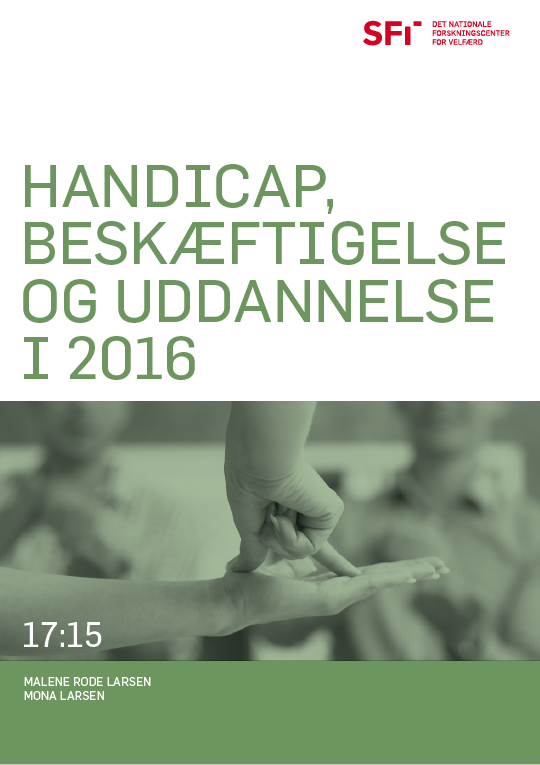 SFI
DET NATIONALE
FORSKNINGSCENTER
FOR VELFÆRD
HANDICAP,
BESKÆFTIGELSE
OG UDDANNELSE
I 2016
17:15
MALENE RODE LARSEN
MONA LARSEN